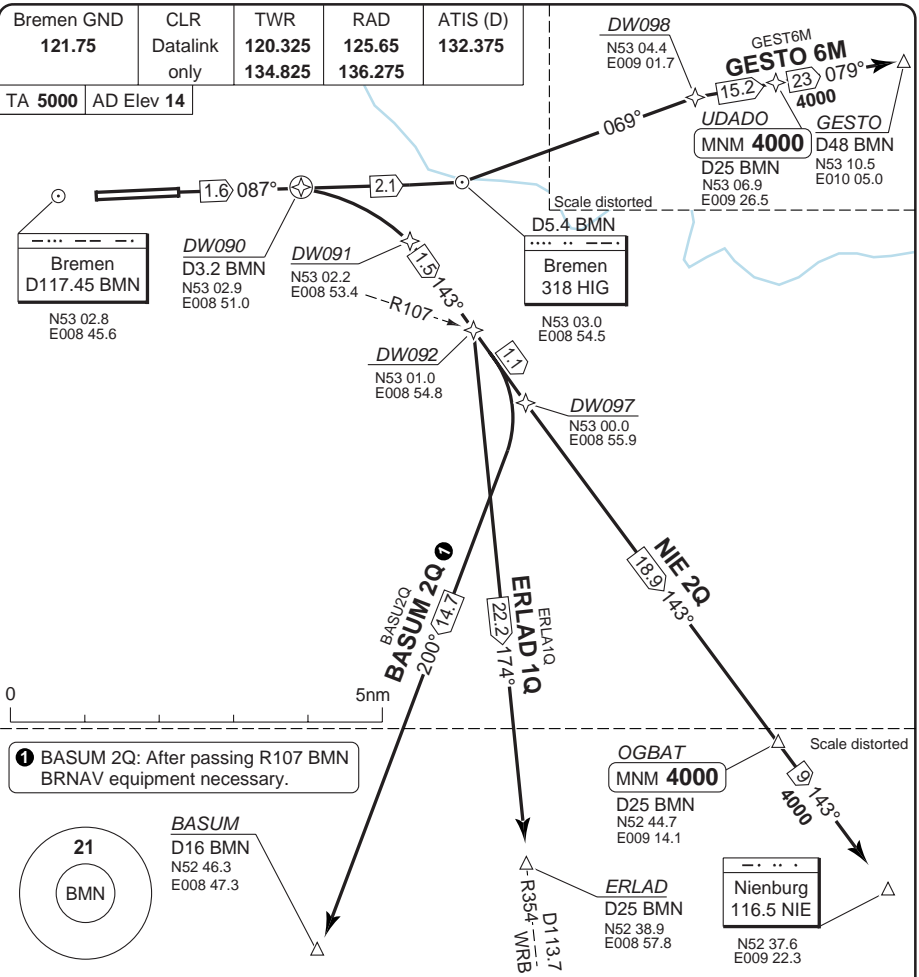 Bremen GND
121.75
CLR
Datalink
only
TWR
120.325
134.825
RAD
125.65
136.275
ATIS (D)
132.375
TA 5000
AD Elev 14
DW098
N53 04.4
E009 01.7
GEST6M
GESTO 6M
15.2
23
079°
4000
069°
UDADO
MNM 4000
D25 BMN
N53 06.9
E009 26.5
GESTO
D48 BMN
N53 10.5
E010 05.0
Scale distorted
1.6
087°
2.1
Bremen
D117.45 BMN
N53 02.8
E008 45.6
DW090
D3.2 BMN
N53 02.9
E008 51.0
DW091
N53 02.2
E008 53.4
1.5
143°
D5.4 BMN
Bremen
318 HIG
N53 03.0
E008 54.5
R107
DW092
N53 01.0
E008 54.8
1.1
DW097
N53 00.0
E008 55.9
BASU2Q
BASUM 2Q 1
200°
14.7
ERLA1Q
ERLAD 1Q
22.2
174°
NIE 2Q
18.9
143°
0
5nm
1 BASUM 2Q: After passing R107 BMN
BRNAV equipment necessary.
21
BMN
BASUM
D16 BMN
N52 46.3
E008 47.3
OGBAT
MNM 4000
D25 BMN
N52 44.7
E009 14.1
Scale distorted
9
143°
4000
ERLAD
D25 BMN
N52 38.9
E008 57.8
R354
D113.7
WRB
Nienburg
116.5 NIE
N52 37.6
E009 22.3